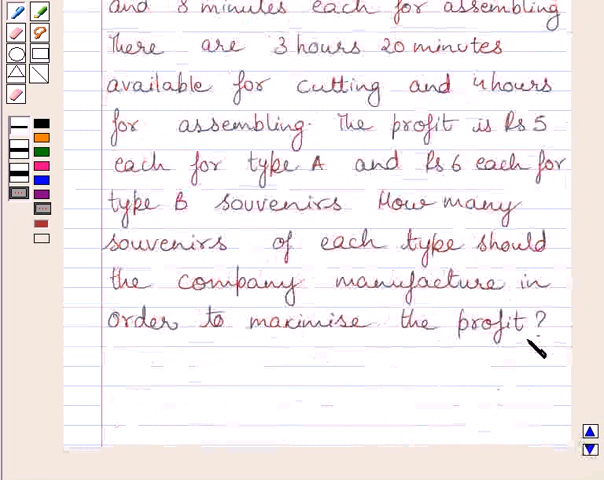 and 8 minutes each for assembling
There are 3 hours 20 minutes
available for cutting and 4 hours
for assembling. The profit is Rs 5
each for type A and Rs 6 each for
type B souvenirs How many
souvenirs of each type should
the company manufacture in
order to maximise the profit?